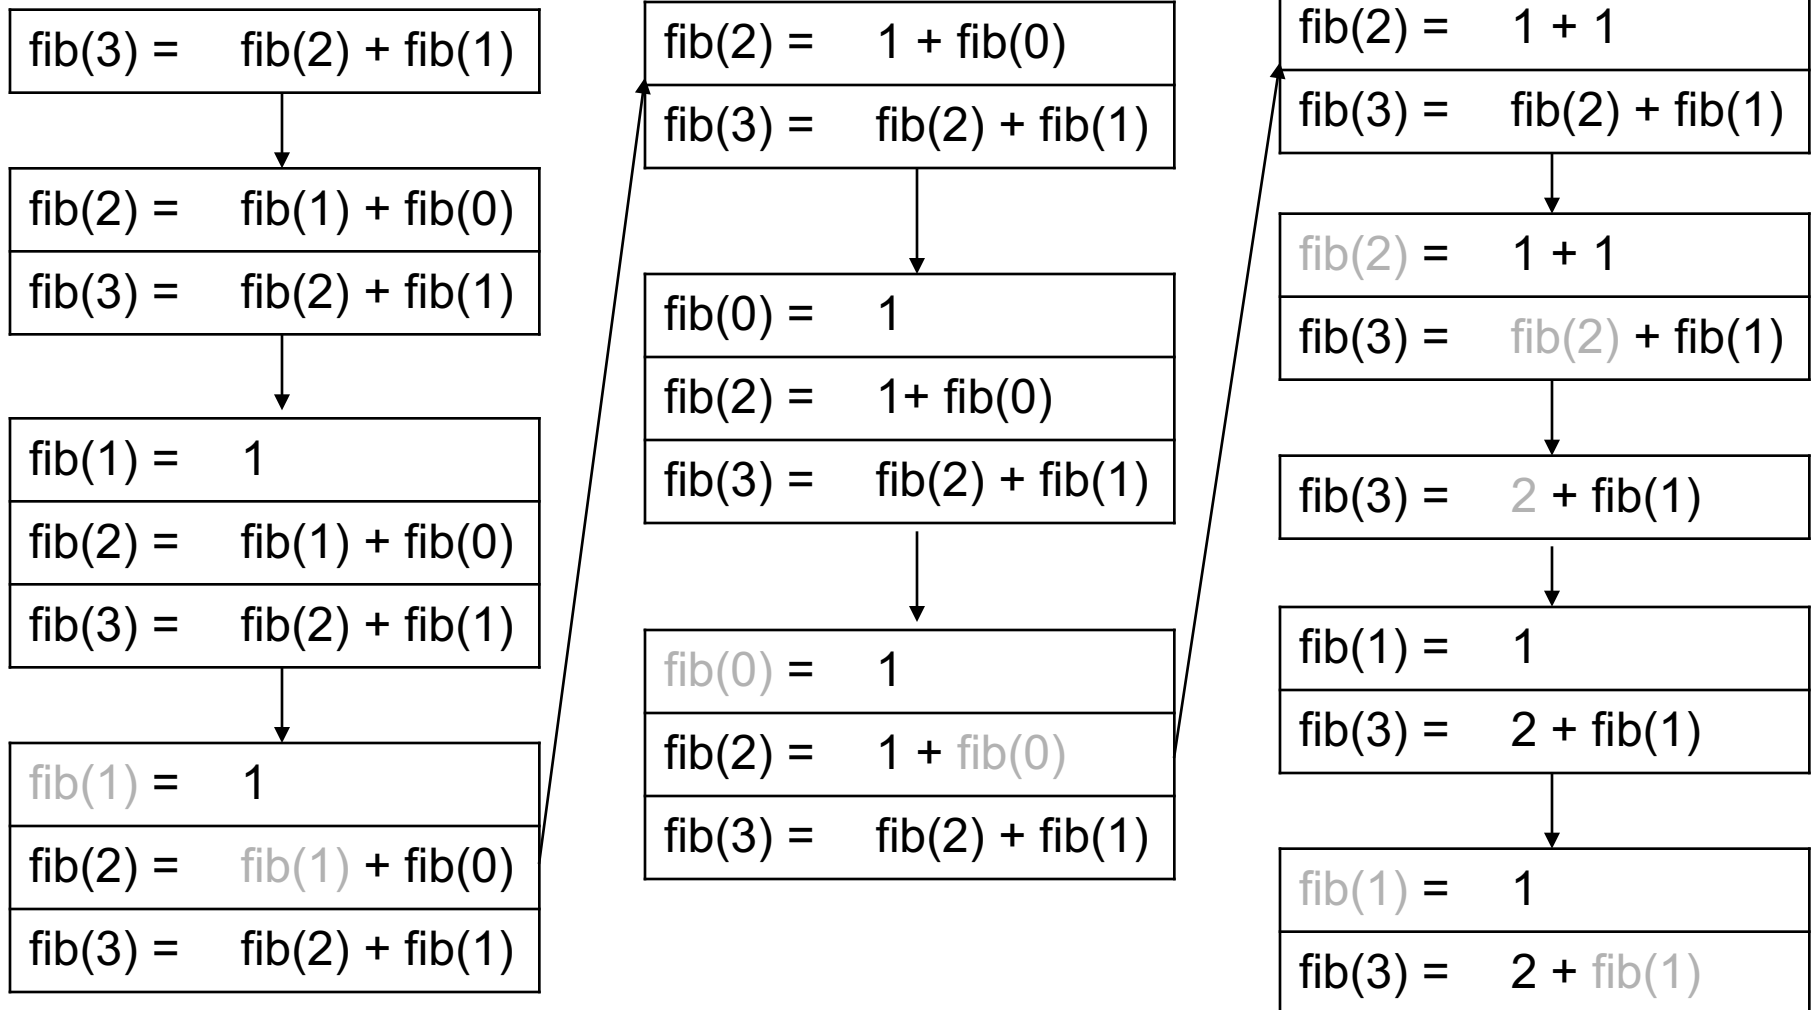 fib(3) = fib(2) + fib(1)
fib(2) = fib(1) + fib(0)
fib(3) = fib(2) + fib(1)
fib(1) = 1
fib(2) = fib(1) + fib(0)
fib(3) = fib(2) + fib(1)
fib(1) = 1
fib(2) = fib(1) + fib(0)
fib(3) = fib(2) + fib(1)
fib(2) = 1 + fib(0)
fib(3) = fib(2) + fib(1)
fib(0) = 1
fib(2) = 1+ fib(0)
fib(3) = fib(2) + fib(1)
fib(0) = 1
fib(2) = 1 + fib(0)
fib(3) = fib(2) + fib(1)
fib(2) = 1 + 1
fib(3) = fib(2) + fib(1)
fib(2) = 1 + 1
fib(3) = fib(2) + fib(1)
fib(3) = 2 + fib(1)
fib(1) = 1
fib(3) = 2 + fib(1)
fib(1) = 1
fib(3) = 2 + fib(1)